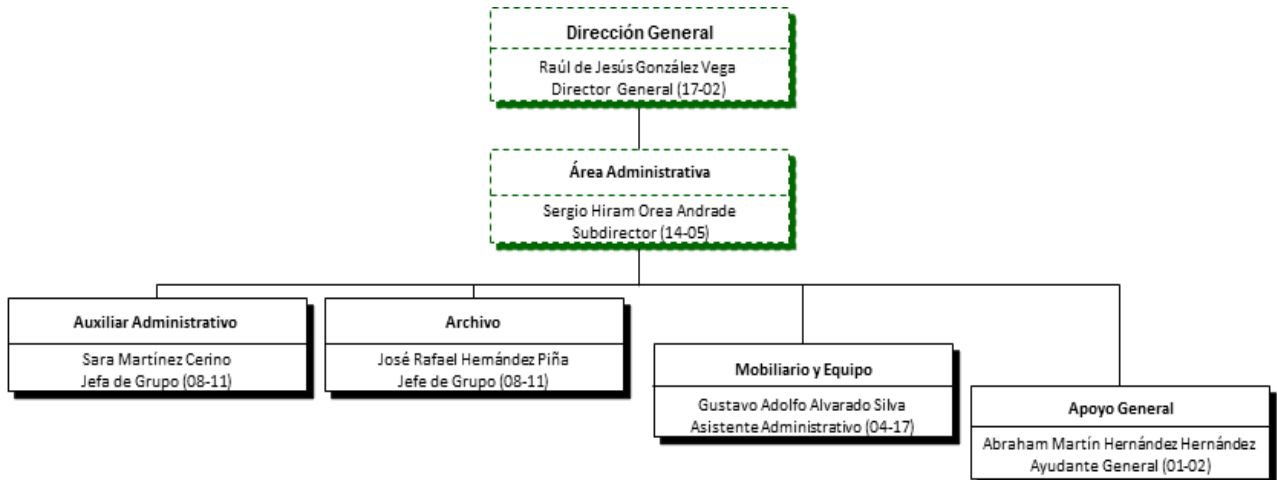 Dirección General
Raúl de Jesús González Vega
Director General (17-02)
Área Administrativa
Sergio Hiram Orea Andrade
Subdirector (14-05)
Auxiliar Administrativo
Sara Martínez Cerino
Jefa de Grupo (08-11)
Archivo
José Rafael Hernández Piña
Jefe de Grupo (08-11)
Mobiliario y Equipo
Gustavo Adolfo Alvarado Silva
Asistente Administrativo (04-17)
Apoyo General
Abraham Martín Hernández Hernández
Ayudante General (01-02)